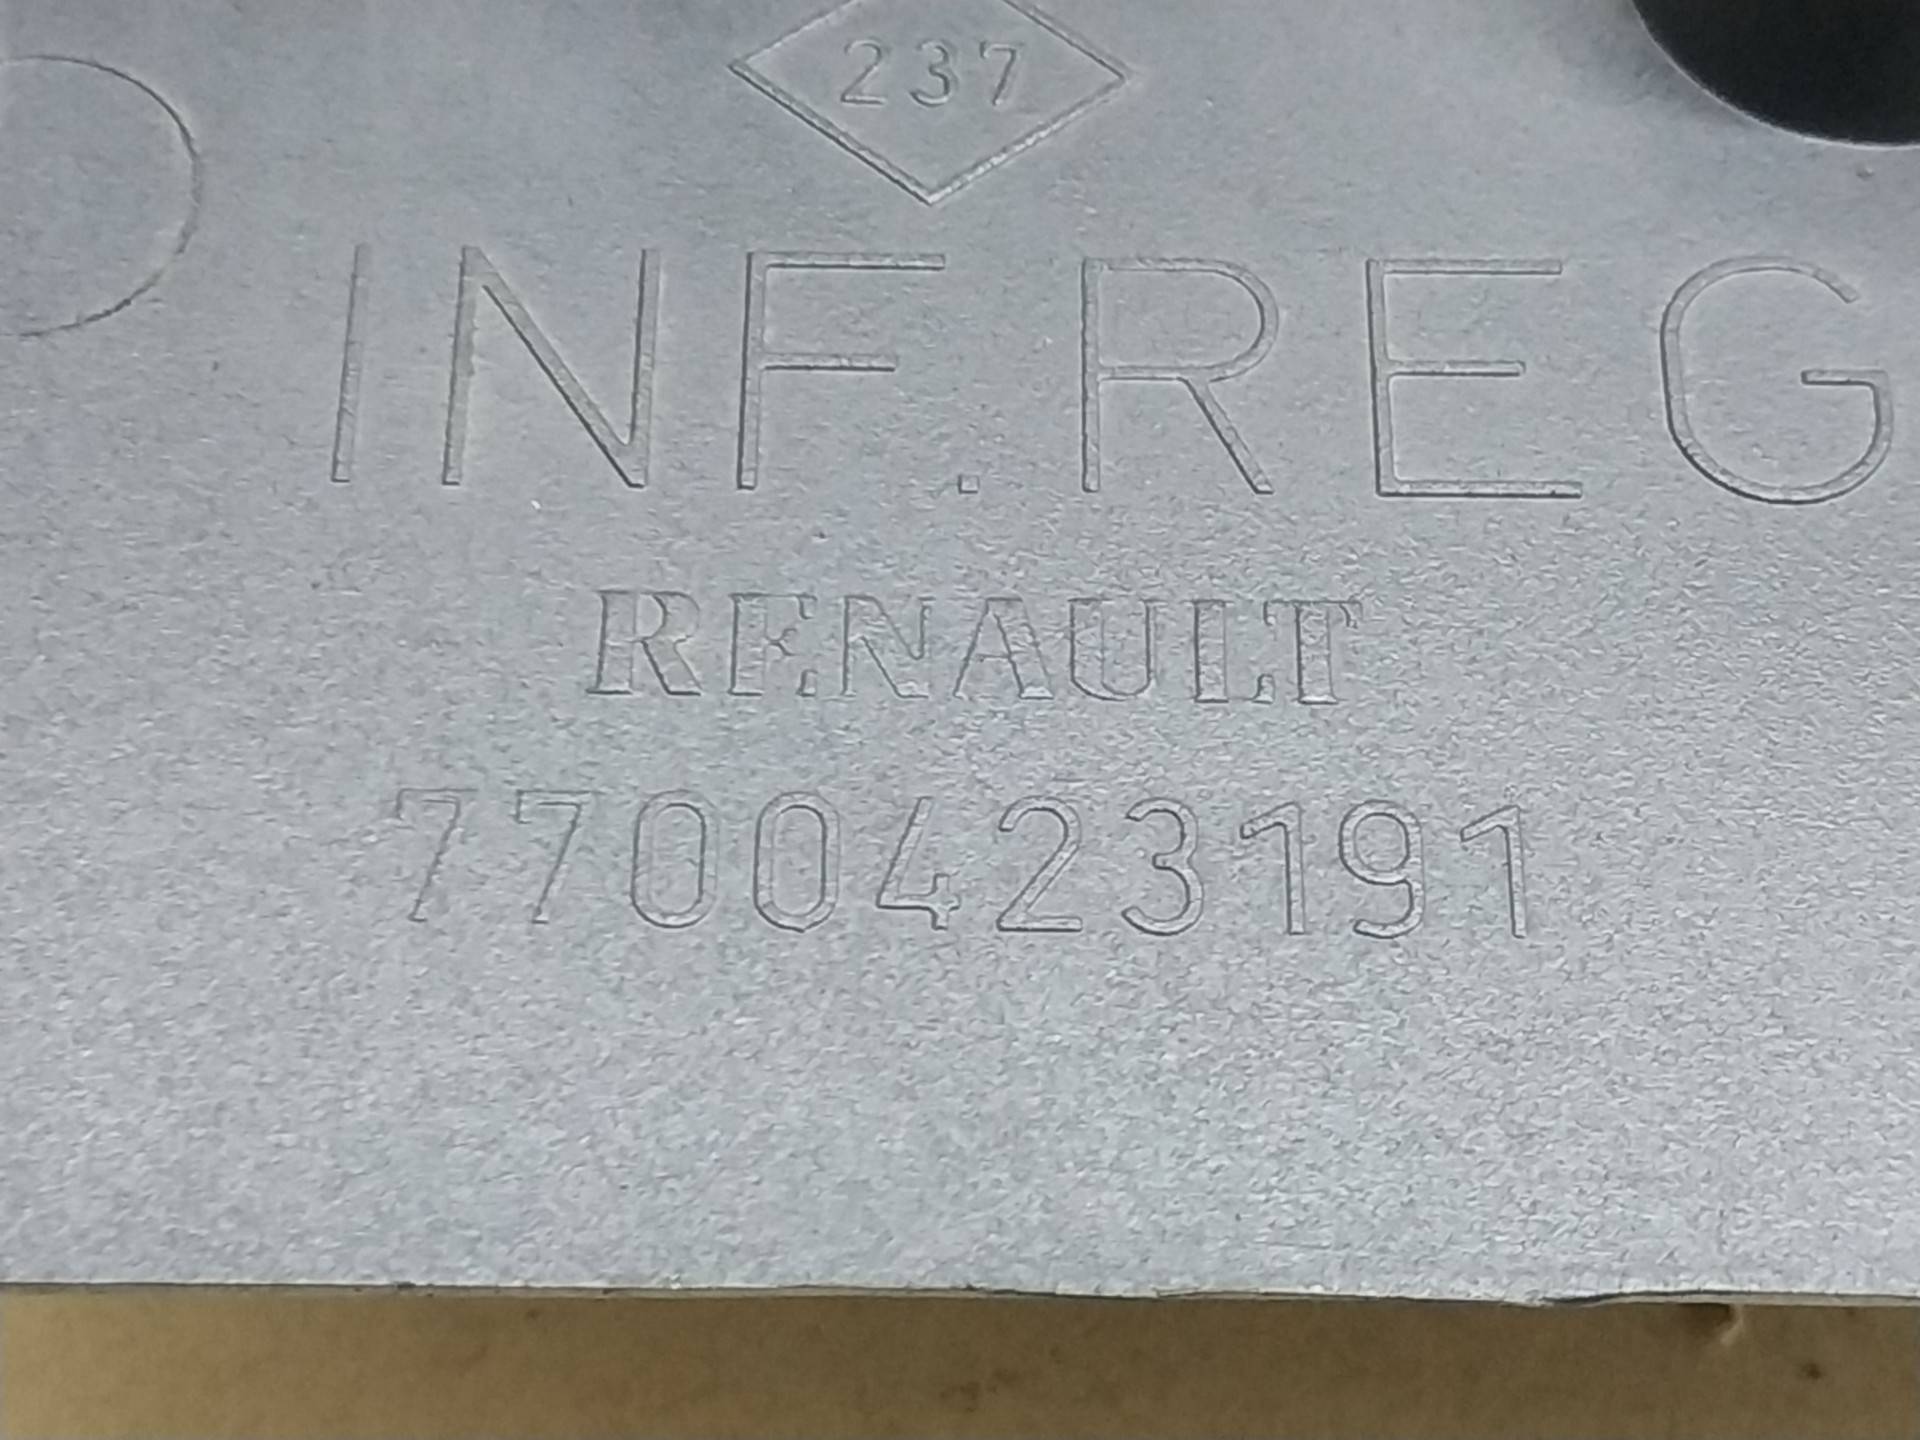 237
INF.REG
RENAULT
7700423191